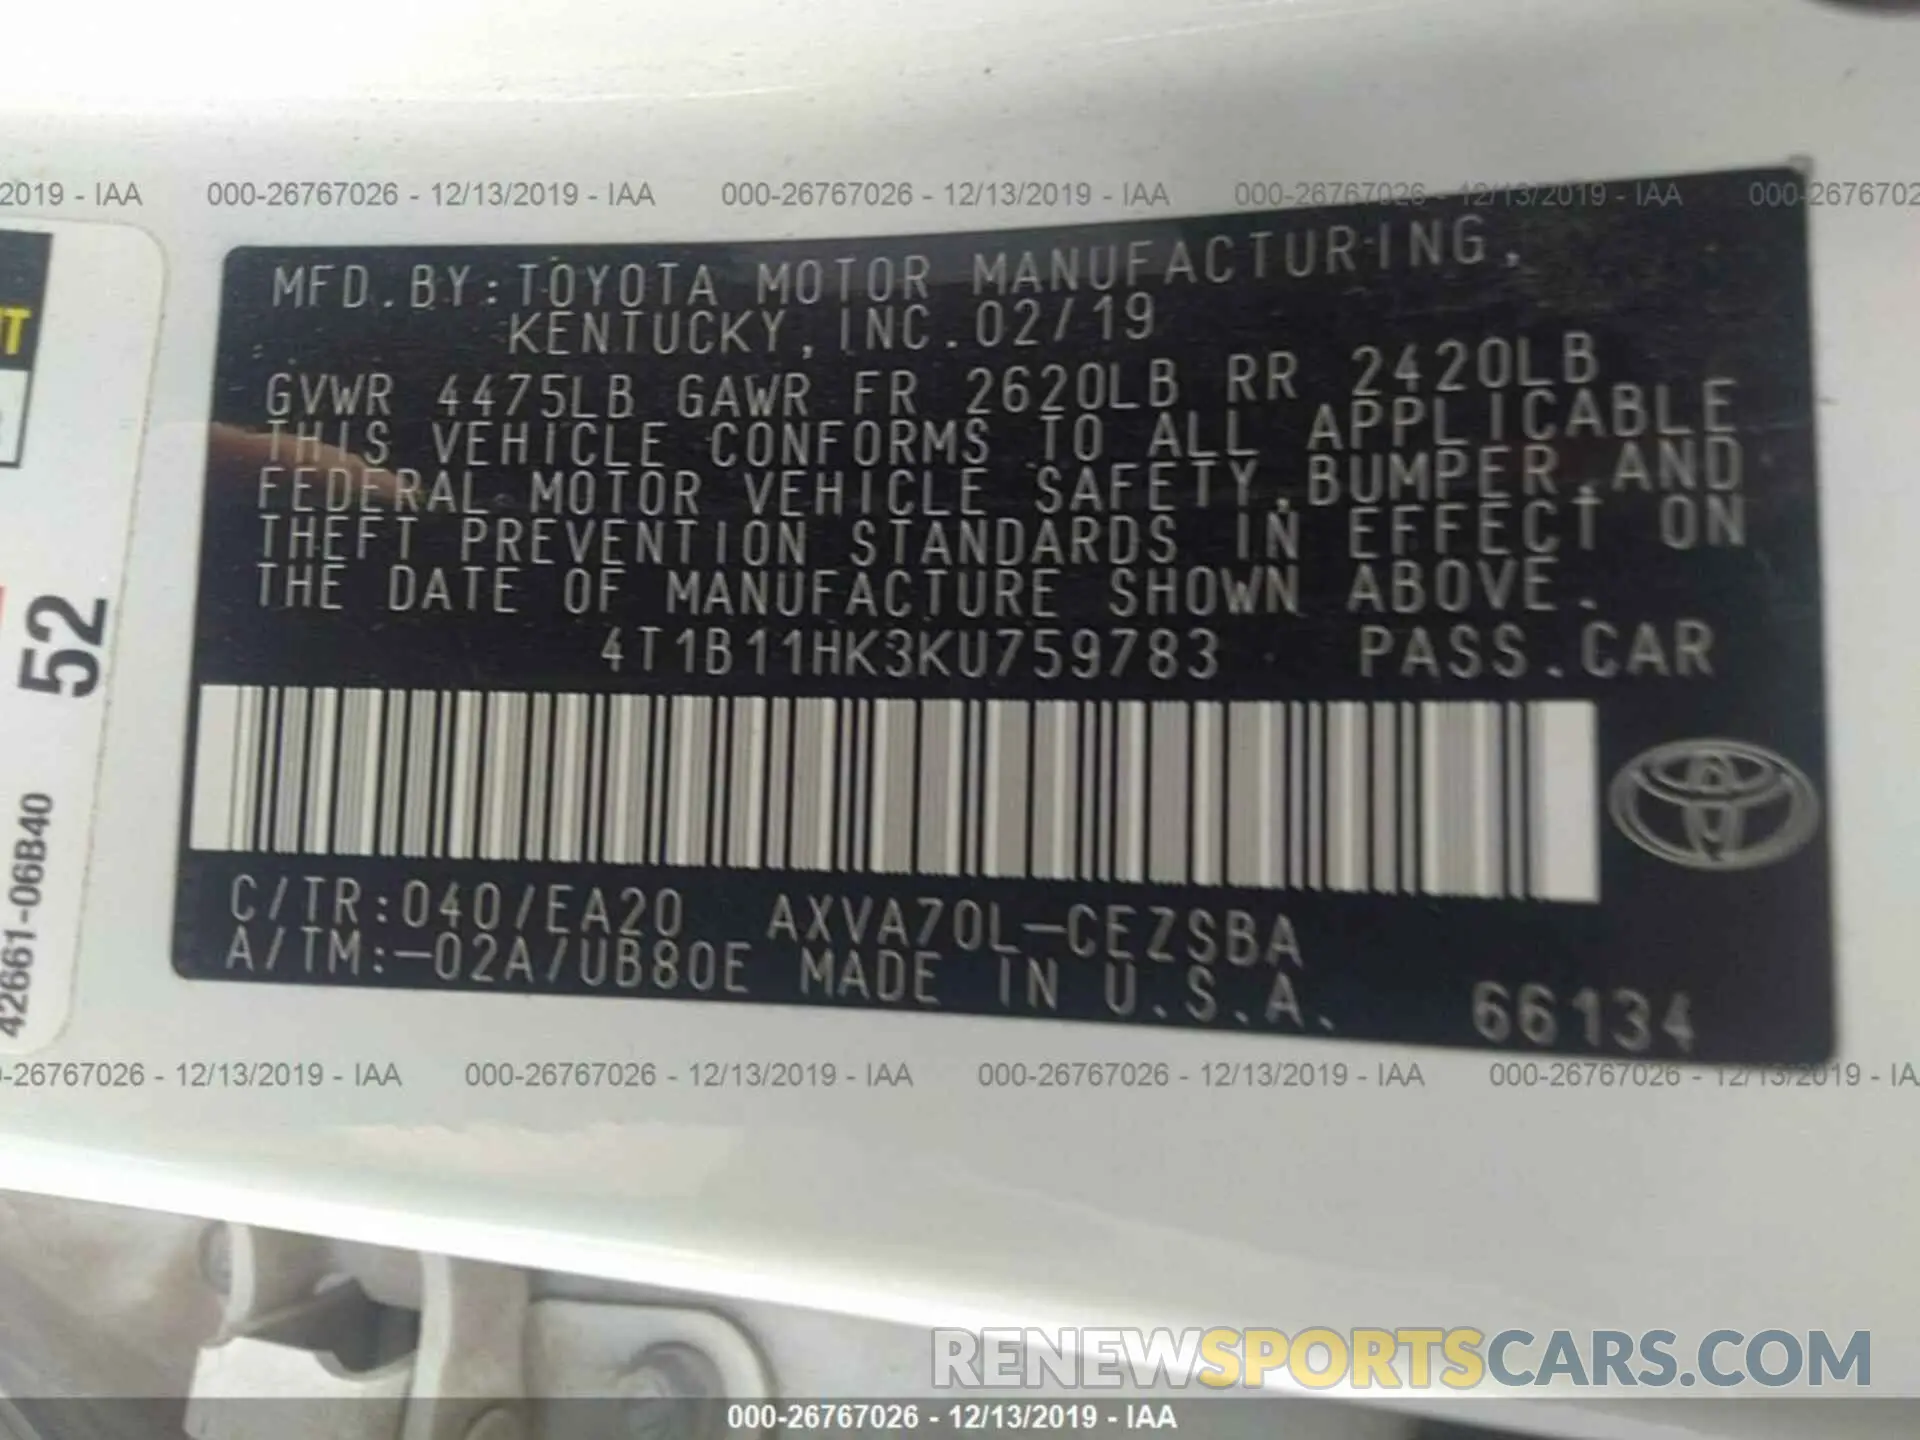 2019 - IAA 000-26767026 - 12/13/2019 - IAA 000-26767026 - 12/13/2019 - IAA 000-26767026 - 12/13/2019 - IAA 000-2676702
MFD.BY:TOYOTA MOTOR MANUFACTURING,
KENTUCKY, INC.02/19
GVWR 4475LB GAWR FR 2620LB RR 2420LB
THIS VEHICLE CONFORMS TO ALL APPLICABLE
FEDERAL MOTOR VEHICLE SAFETY,BUMPER,AND
THEFT PREVENTION STANDARDS IN EFFECT ON
THE DATE OF MANUFACTURE SHOWN ABOVE.
4T1B11HK3KU759783 PASS.CAR
C/TR:040/EA20 AXVA70L-CEZSBA
A/TM:-02A/UB80E MADE IN U.S.A. 66134
52
42661-06B40
-26767026 - 12/13/2019 - IAA 000-26767026 - 12/13/2019 - IAA 000-26767026 - 12/13/2019 - IAA 000-26767026 - 12/13/2019 - IA
RENEWSPORTSCARS.COM
000-26767026 - 12/13/2019 - IAA